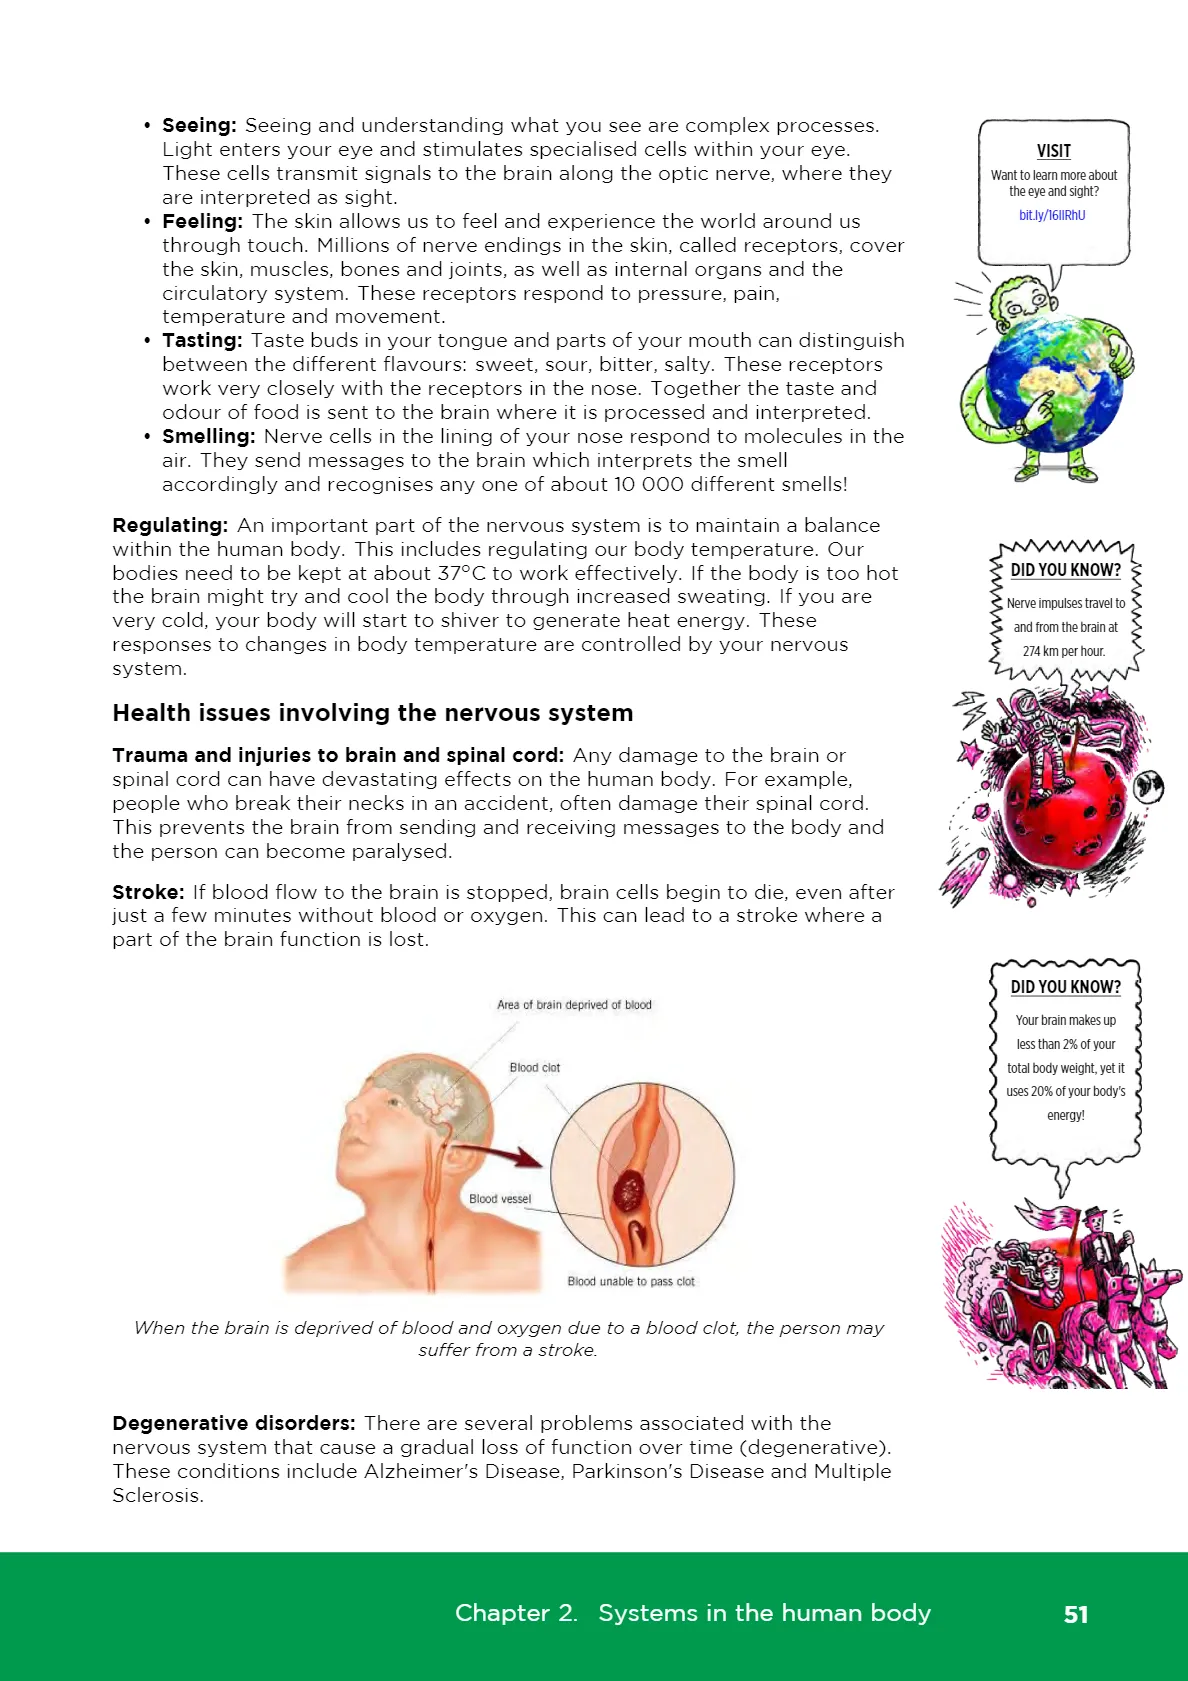 • Seeing: Seeing and understanding what you see are complex processes.
Light enters your eye and stimulates specialised cells within your eye.
These cells transmit signals to the brain along the optic nerve, where they
are interpreted as sight.
• Feeling: The skin allows us to feel and experience the world around us
through touch. Millions of nerve endings in the skin, called receptors, cover
the skin, muscles, bones and joints, as well as internal organs and the
circulatory system. These receptors respond to pressure, pain,
temperature and movement.
• Tasting: Taste buds in your tongue and parts of your mouth can distinguish
between the different flavours: sweet, sour, bitter, salty. These receptors
work very closely with the receptors in the nose. Together the taste and
odour of food is sent to the brain where it is processed and interpreted.
• Smelling: Nerve cells in the lining of your nose respond to molecules in the
air. They send messages to the brain which interprets the smell
accordingly and recognises any one of about 10 000 different smells!
Regulating: An important part of the nervous system is to maintain a balance
within the human body. This includes regulating our body temperature. Our
bodies need to be kept at about 37°C to work effectively. If the body is too hot
the brain might try and cool the body through increased sweating. If you are
very cold, your body will start to shiver to generate heat energy. These
responses to changes in body temperature are controlled by your nervous
system.
Health issues involving the nervous system
Trauma and injuries to brain and spinal cord: Any damage to the brain or
spinal cord can have devastating effects on the human body. For example,
people who break their necks in an accident, often damage their spinal cord.
This prevents the brain from sending and receiving messages to the body and
the person can become paralysed.
Stroke: If blood flow to the brain is stopped, brain cells begin to die, even after
just a few minutes without blood or oxygen. This can lead to a stroke where a
part of the brain function is lost.
Area of brain deprived of blood
Blood clot
Blood vessel
Blood unable to pass clot
When the brain is deprived of blood and oxygen due to a blood clot, the person may
suffer from a stroke.
Degenerative disorders: There are several problems associated with the
nervous system that cause a gradual loss of function over time (degenerative).
These conditions include Alzheimer's Disease, Parkinson's Disease and Multiple
Sclerosis.
VISIT
Want to learn more about
the eye and sight?
bit.ly/16IIRhU
DID YOU KNOW?
Nerve impulses travel to
and from the brain at
274 km per hour.
DID YOU KNOW?
Your brain makes up
less than 2% of your
total body weight, yet it
uses 20% of your body's
energy!
Chapter 2. Systems in the human body
51